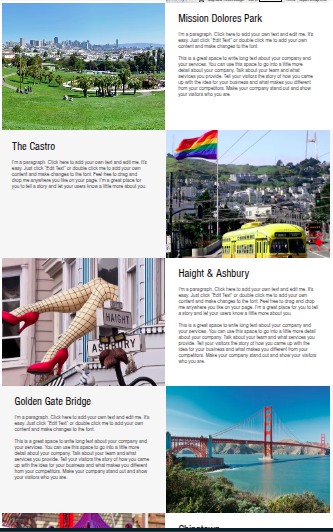 Mission Dolores Park
I'm a paragraph. Click here to add your own text and edit me. It's
easy. Just click "Edit Text" or double click me to add your own
content and make changes to the font.
This is a great space to write long text about your company and
your services. You can use this space to go into a little more
detail about your company. Talk about your team and what
services you provide. Tell your visitors the story of how you came
up with the idea for your business and what makes you different
from your competitors. Make your company stand out and show
your visitors who you are.
The Castro
I'm a paragraph. Click here to add your own text and edit me. It's
easy. Just click "Edit Text" or double click me to add your own
content and make changes to the font. Feel free to drag and
drop me anywhere you like on your page. I'm a great place for
you to tell a story and let your users know a little more about you.
HAIGHT
ASHBURY
Haight & Ashbury
I'm a paragraph. Click here to add your own text and edit me. It's
easy. Just click "Edit Text" or double click me to add your own
content and make changes to the font. Feel free to drag and
drop me anywhere you like on your page. I'm a great place for you to tell
a story and let your users know a little more about you.
This is a great space to write long text about your company and
your services. You can use this space to go into a little more detail
about your company. Talk about your team and what services you
provide. Tell your visitors the story of how you came up with the
idea for your business and what makes you different from your
competitors. Make your company stand out and show your visitors
who you are.
Golden Gate Bridge
I'm a paragraph. Click here to add your own text and edit me. It's
easy. Just click "Edit Text" or double click me to add your own
content and make changes to the font.
This is a great space to write long text about your company and
your services. You can use this space to go into a little more
detail about your company. Talk about your team and what
services you provide. Tell your visitors the story of how you came
up with the idea for your business and what makes you different
from your competitors. Make your company stand out and show
your visitors who you are.